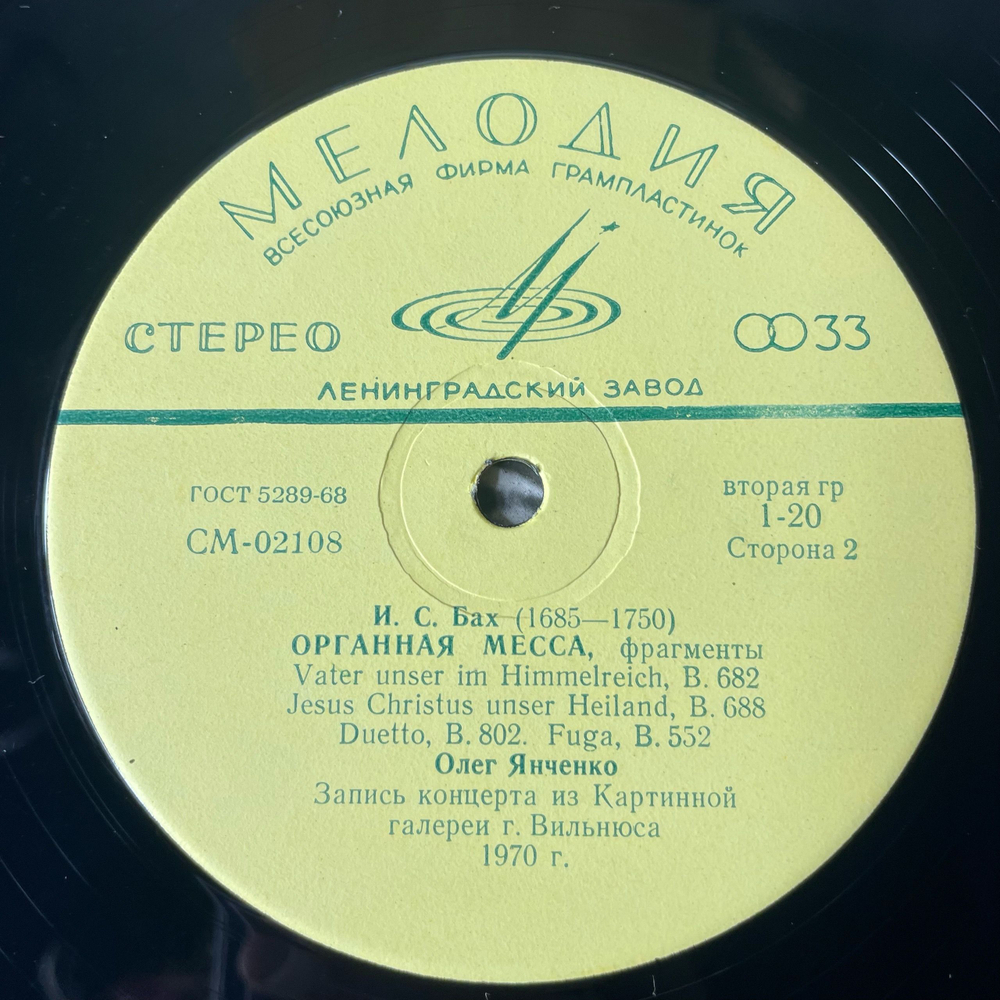 МЕЛОДИЯ
ВСЕСОЮЗНАЯ ФИРМА ГРАМПЛАСТИНОК
СТЕРЕО
33
ЛЕНИНГРАДСКИЙ ЗАВОД
ГОСТ 5289-68
СМ-02108
вторая гр
1-20
Сторона 2
И. С. Бах (1685—1750)
ОРГАННАЯ МЕССА, фрагменты
Vater unser im Himmelreich, B. 682
Jesus Christus unser Heiland, B. 688
Duetto, B. 802. Fuga, B. 552
Олег Янченко
Запись концерта из Картинной
галереи г. Вильнюса
1970 г.